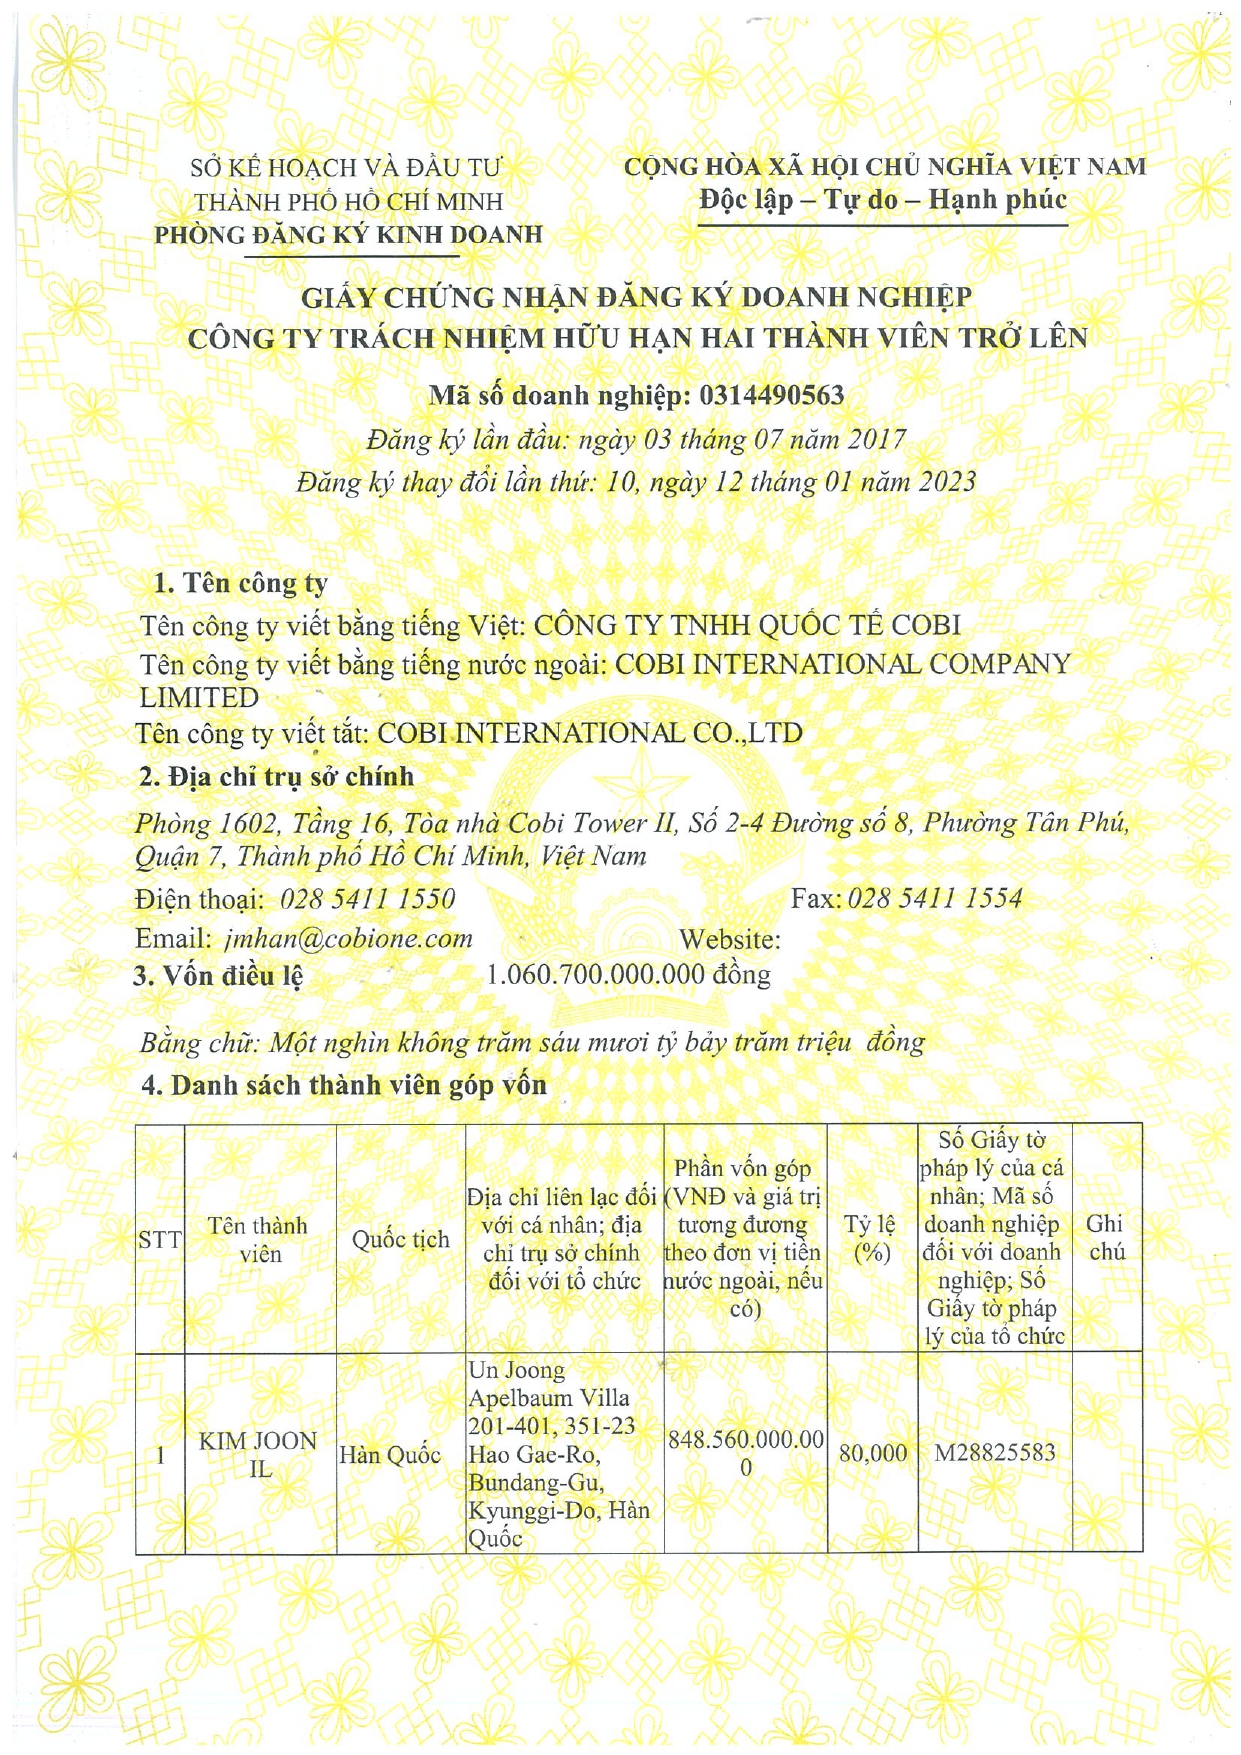 SỞ KẾ HOẠCH VÀ ĐẦU TƯ
THÀNH PHỐ HỒ CHÍ MINH
PHÒNG ĐĂNG KÝ KINH DOANH
CỘNG HÒA XÃ HỘI CHỦ NGHĨA VIỆT NAM
Độc lập – Tự do – Hạnh phúc
GIẤY CHỨNG NHẬN ĐĂNG KÝ DOANH NGHIỆP
CÔNG TY TRÁCH NHIỆM HỮU HẠN HAI THÀNH VIÊN TRỞ LÊN
Mã số doanh nghiệp: 0314490563
Đăng ký lần đầu: ngày 03 tháng 07 năm 2017
Đăng ký thay đổi lần thứ: 10, ngày 12 tháng 01 năm 2023
1. Tên công ty
Tên công ty viết bằng tiếng Việt: CÔNG TY TNHH QUỐC TẾ COBI
Tên công ty viết bằng tiếng nước ngoài: COBI INTERNATIONAL COMPANY
LIMITED
Tên công ty viết tắt: COBI INTERNATIONAL CO.,LTD
2. Địa chỉ trụ sở chính
Phòng 1602, Tầng 16, Tòa nhà Cobi Tower II, Số 2-4 Đường số 8, Phường Tân Phú,
Quận 7, Thành phố Hồ Chí Minh, Việt Nam
Điện thoại: 028 5411 1550 Fax: 028 5411 1554
Email: jmhan@cobione.com Website:
3. Vốn điều lệ 1.060.700.000.000 đồng
Bằng chữ: Một nghìn không trăm sáu mươi tỷ bảy trăm triệu đồng
4. Danh sách thành viên góp vốn
STT
Tên thành
viên
Quốc tịch
Địa chỉ liên lạc đối
với cá nhân; địa
chỉ trụ sở chính
đối với tổ chức
Phần vốn góp
(VNĐ và giá trị
tương đương
theo đơn vị tiền
nước ngoài, nếu
có)
Tỷ lệ
(%)
Số Giấy tờ
pháp lý của cá
nhân; Mã số
doanh nghiệp
đối với doanh
nghiệp; Số
Giấy tờ pháp
lý của tổ chức
Ghi
chú
1
KIM JOON
IL
Hàn Quốc
Un Joong
Apelbaum Villa
201-401, 351-23
Hao Gae-Ro,
Bundang-Gu,
Kyunggi-Do, Hàn
Quốc
848.560.000.00
0
80,000
M28825583